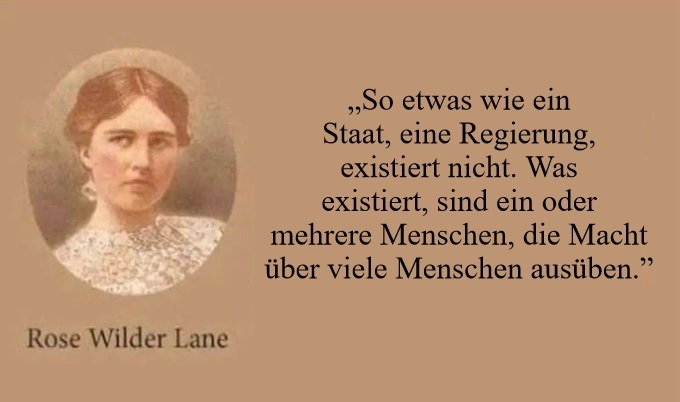 „So etwas wie ein
Staat, eine Regierung,
existiert nicht. Was
existiert, sind ein oder
mehrere Menschen, die Macht
über viele Menschen ausüben.”
Rose Wilder Lane